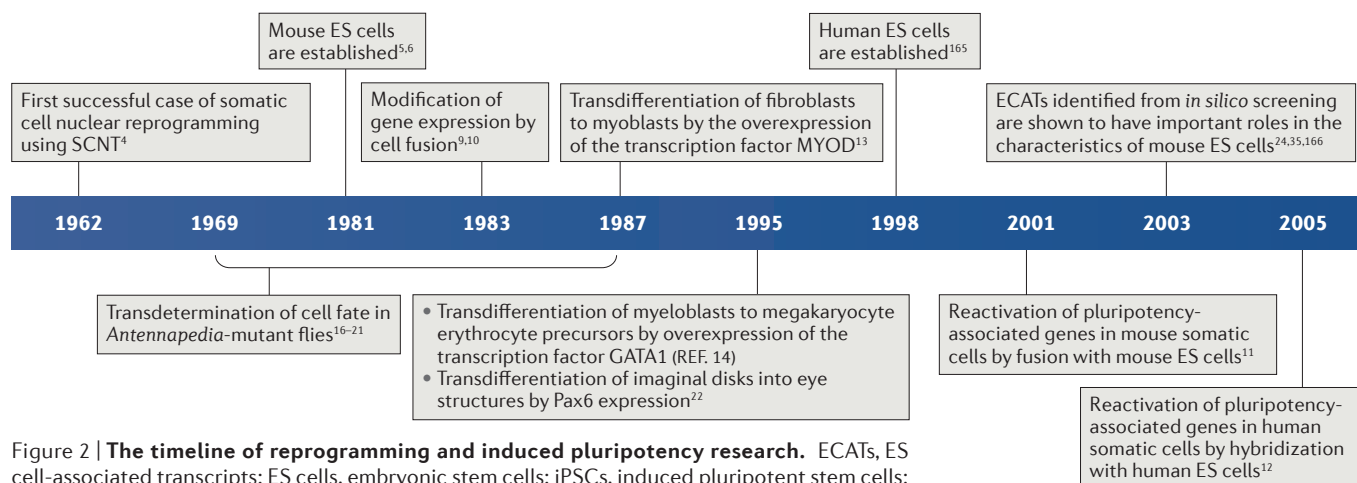 Mouse ES cells
are established5,6
Human ES cells
are established165
First successful case of somatic
cell nuclear reprogramming
using SCNT4
Modification of
gene expression by
cell fusion9,10
Transdifferentiation of fibroblasts
to myoblasts by the overexpression
of the transcription factor MYOD13
ECATs identified from in silico screening
are shown to have important roles in the
characteristics of mouse ES cells24,35,166
1962 1969 1981 1983 1987 1995 1998 2001 2003 2005
Transdetermination of cell fate in
Antennapedia-mutant flies16–21
• Transdifferentiation of myeloblasts to megakaryocyte
erythrocyte precursors by overexpression of the
transcription factor GATA1 (REF. 14)
• Transdifferentiation of imaginal disks into eye
structures by Pax6 expression22
Reactivation of pluripotency-
associated genes in mouse somatic
cells by fusion with mouse ES cells11
Reactivation of pluripotency-
associated genes in human
somatic cells by hybridization
with human ES cells12
Figure 2 | The timeline of reprogramming and induced pluripotency research. ECATs, ES
cell-associated transcripts; ES cells, embryonic stem cells; iPSCs, induced pluripotent stem cells;